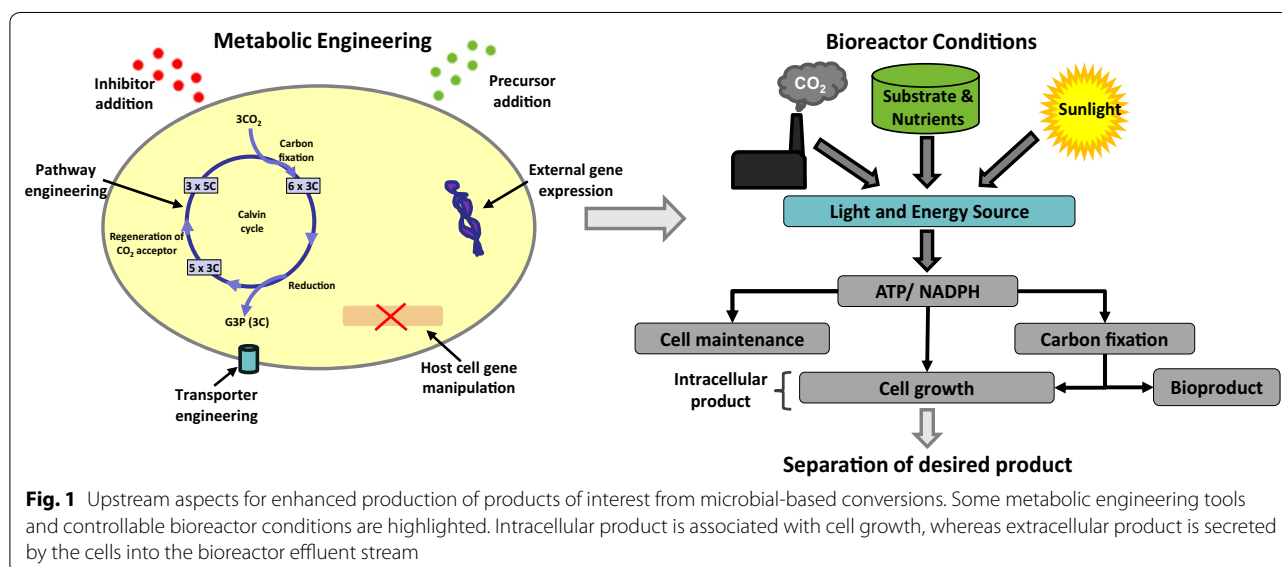 Metabolic Engineering
Inhibitor
addition
Precursor
addition
3CO₂
Carbon
fixation
Pathway
engineering
3 x 5C
6 x 3C
External gene
expression
Calvin
cycle
Regeneration of
CO₂ acceptor
5 x 3C
Reduction
G3P (3C)
Host cell gene
manipulation
Transporter
engineering
Bioreactor Conditions
CO₂
Substrate &
Nutrients
Sunlight
Light and Energy Source
ATP/ NADPH
Cell maintenance
Carbon fixation
Intracellular
product
Cell growth
Bioproduct
Separation of desired product
Fig. 1 Upstream aspects for enhanced production of products of interest from microbial-based conversions. Some metabolic engineering tools
and controllable bioreactor conditions are highlighted. Intracellular product is associated with cell growth, whereas extracellular product is secreted
by the cells into the bioreactor effluent stream